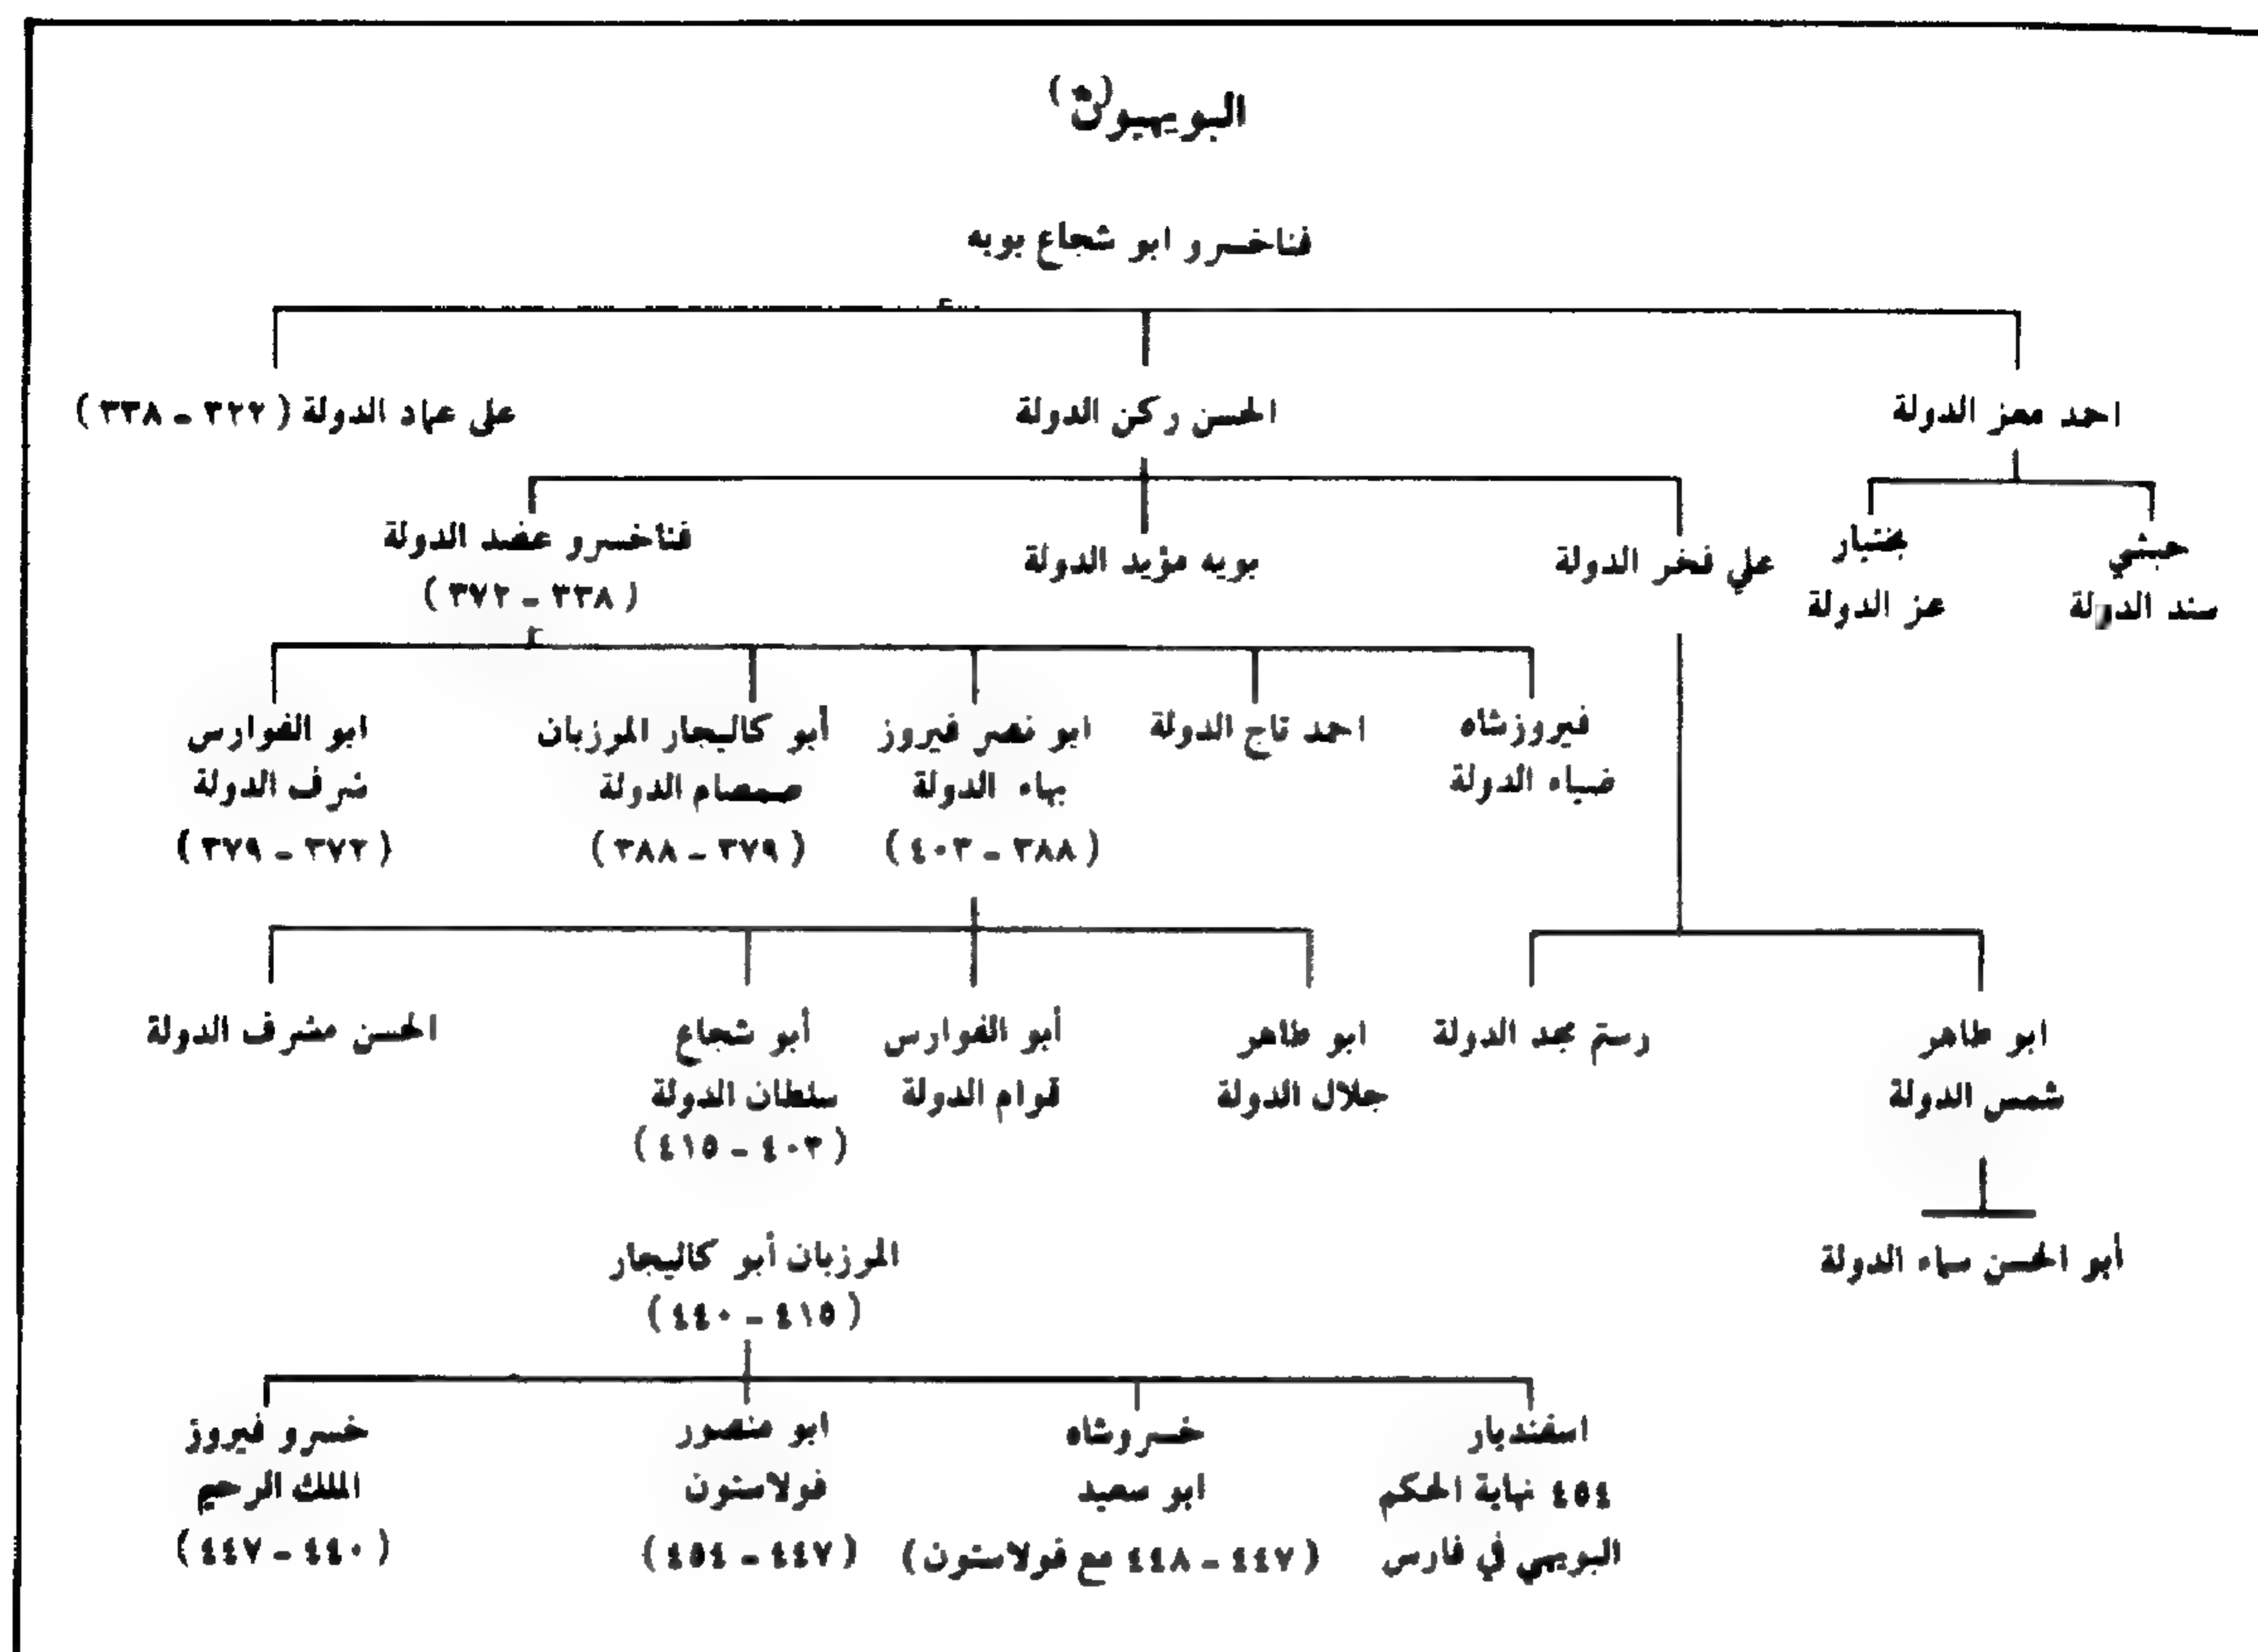 البويهيون(*)
فناخسرو ابو شجاع بويه
احمد معز الدولة
الحسن ركن الدولة
علي عماد الدولة (٣٢٢ - ٣٣٨)
حبشي
سند الدولة
بختيار
عز الدولة
علي فخر الدولة
بويه مؤيد الدولة
فناخسرو عضد الدولة
(٣٣٨ - ٣٧٢)
فيروزشاه
ضياء الدولة
احمد تاج الدولة
ابو نصر فيروز
بهاء الدولة
(٣٨٨ - ٤٠٣)
أبو كاليجار المرزبان
صمصام الدولة
(٣٧٩ - ٣٨٨)
ابو الفوارس
شرف الدولة
(٣٧٢ - ٣٧٩)
ابو طاهر
شمس الدولة
رستم مجد الدولة
ابو طاهر
جلال الدولة
أبو الفوارس
قوام الدولة
أبو شجاع
سلطان الدولة
(٤٠٣ - ٤١٥)
الحسن مشرف الدولة
أبو الحسن سماء الدولة
المرزبان أبو كاليجار
(٤١٥ - ٤٤٠)
اسفنديار
٤٥٤ نهاية الحكم
البويهي في فارس
خسروشاه
ابو سعيد
(٤٤٧ - ٤٤٨ مع فولاستون)
ابو منصور
فولاستون
(٤٤٧ - ٤٥٤)
خسرو فيروز
الملك الرحيم
(٤٤٠ - ٤٤٧)